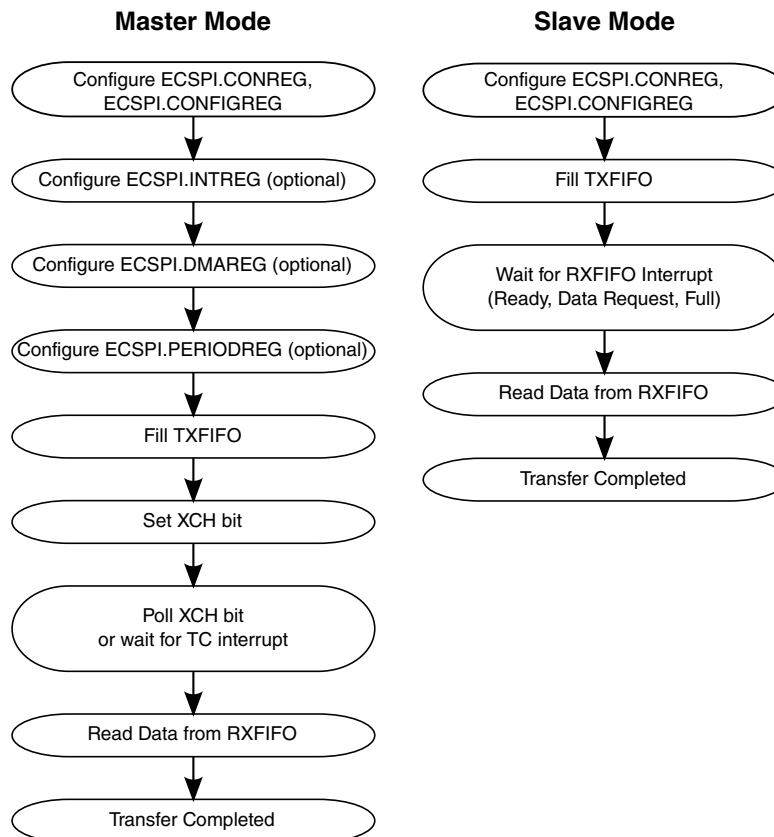 Master Mode
Configure ECSPI.CONREG,
ECSPI.CONFIGREG
Configure ECSPI.INTREG (optional)
Configure ECSPI.DMAREG (optional)
Configure ECSPI.PERIODREG (optional)
Fill TXFIFO
Set XCH bit
Poll XCH bit
or wait for TC interrupt
Read Data from RXFIFO
Transfer Completed
Slave Mode
Configure ECSPI.CONREG,
ECSPI.CONFIGREG
Fill TXFIFO
Wait for RXFIFO Interrupt
(Ready, Data Request, Full)
Read Data from RXFIFO
Transfer Completed